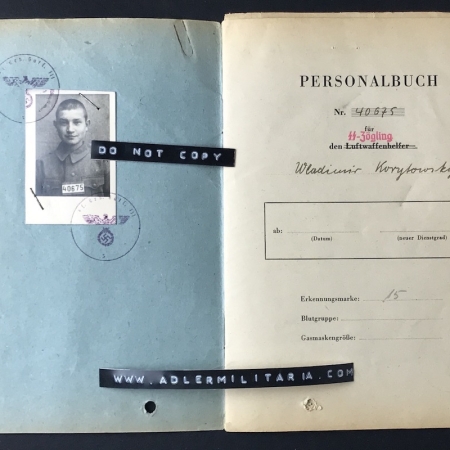 40675
DO NOT COPY
WWW.ADLERMILITARIA.COM
PERSONALBUCH
Nr. 40675
für
SS-Zögling
den Luftwaffenhelfer
Wladimir Korytowsky
ab:
(Datum) (neuer Dienstgrad)
Erkennungsmarke: 15
Blutgruppe:
Gasmaskengröße: